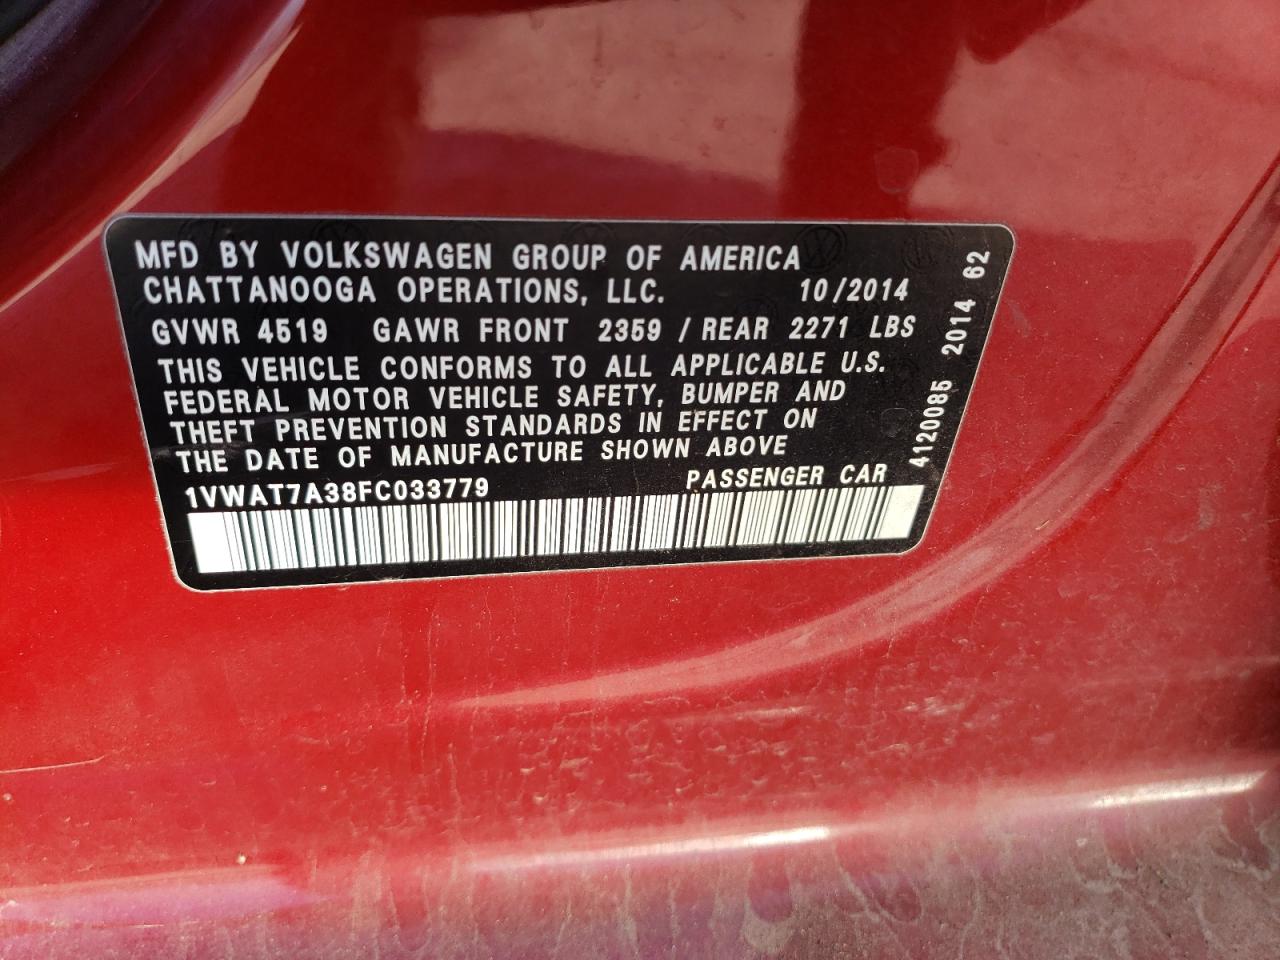 MFD BY VOLKSWAGEN GROUP OF AMERICA
CHATTANOOGA OPERATIONS, LLC. 10/2014
GVWR 4519 GAWR FRONT 2359 / REAR 2271 LBS
THIS VEHICLE CONFORMS TO ALL APPLICABLE U.S.
FEDERAL MOTOR VEHICLE SAFETY, BUMPER AND
THEFT PREVENTION STANDARDS IN EFFECT ON
THE DATE OF MANUFACTURE SHOWN ABOVE
1VWAT7A38FC033779 PASSENGER CAR
4120085 2014 62